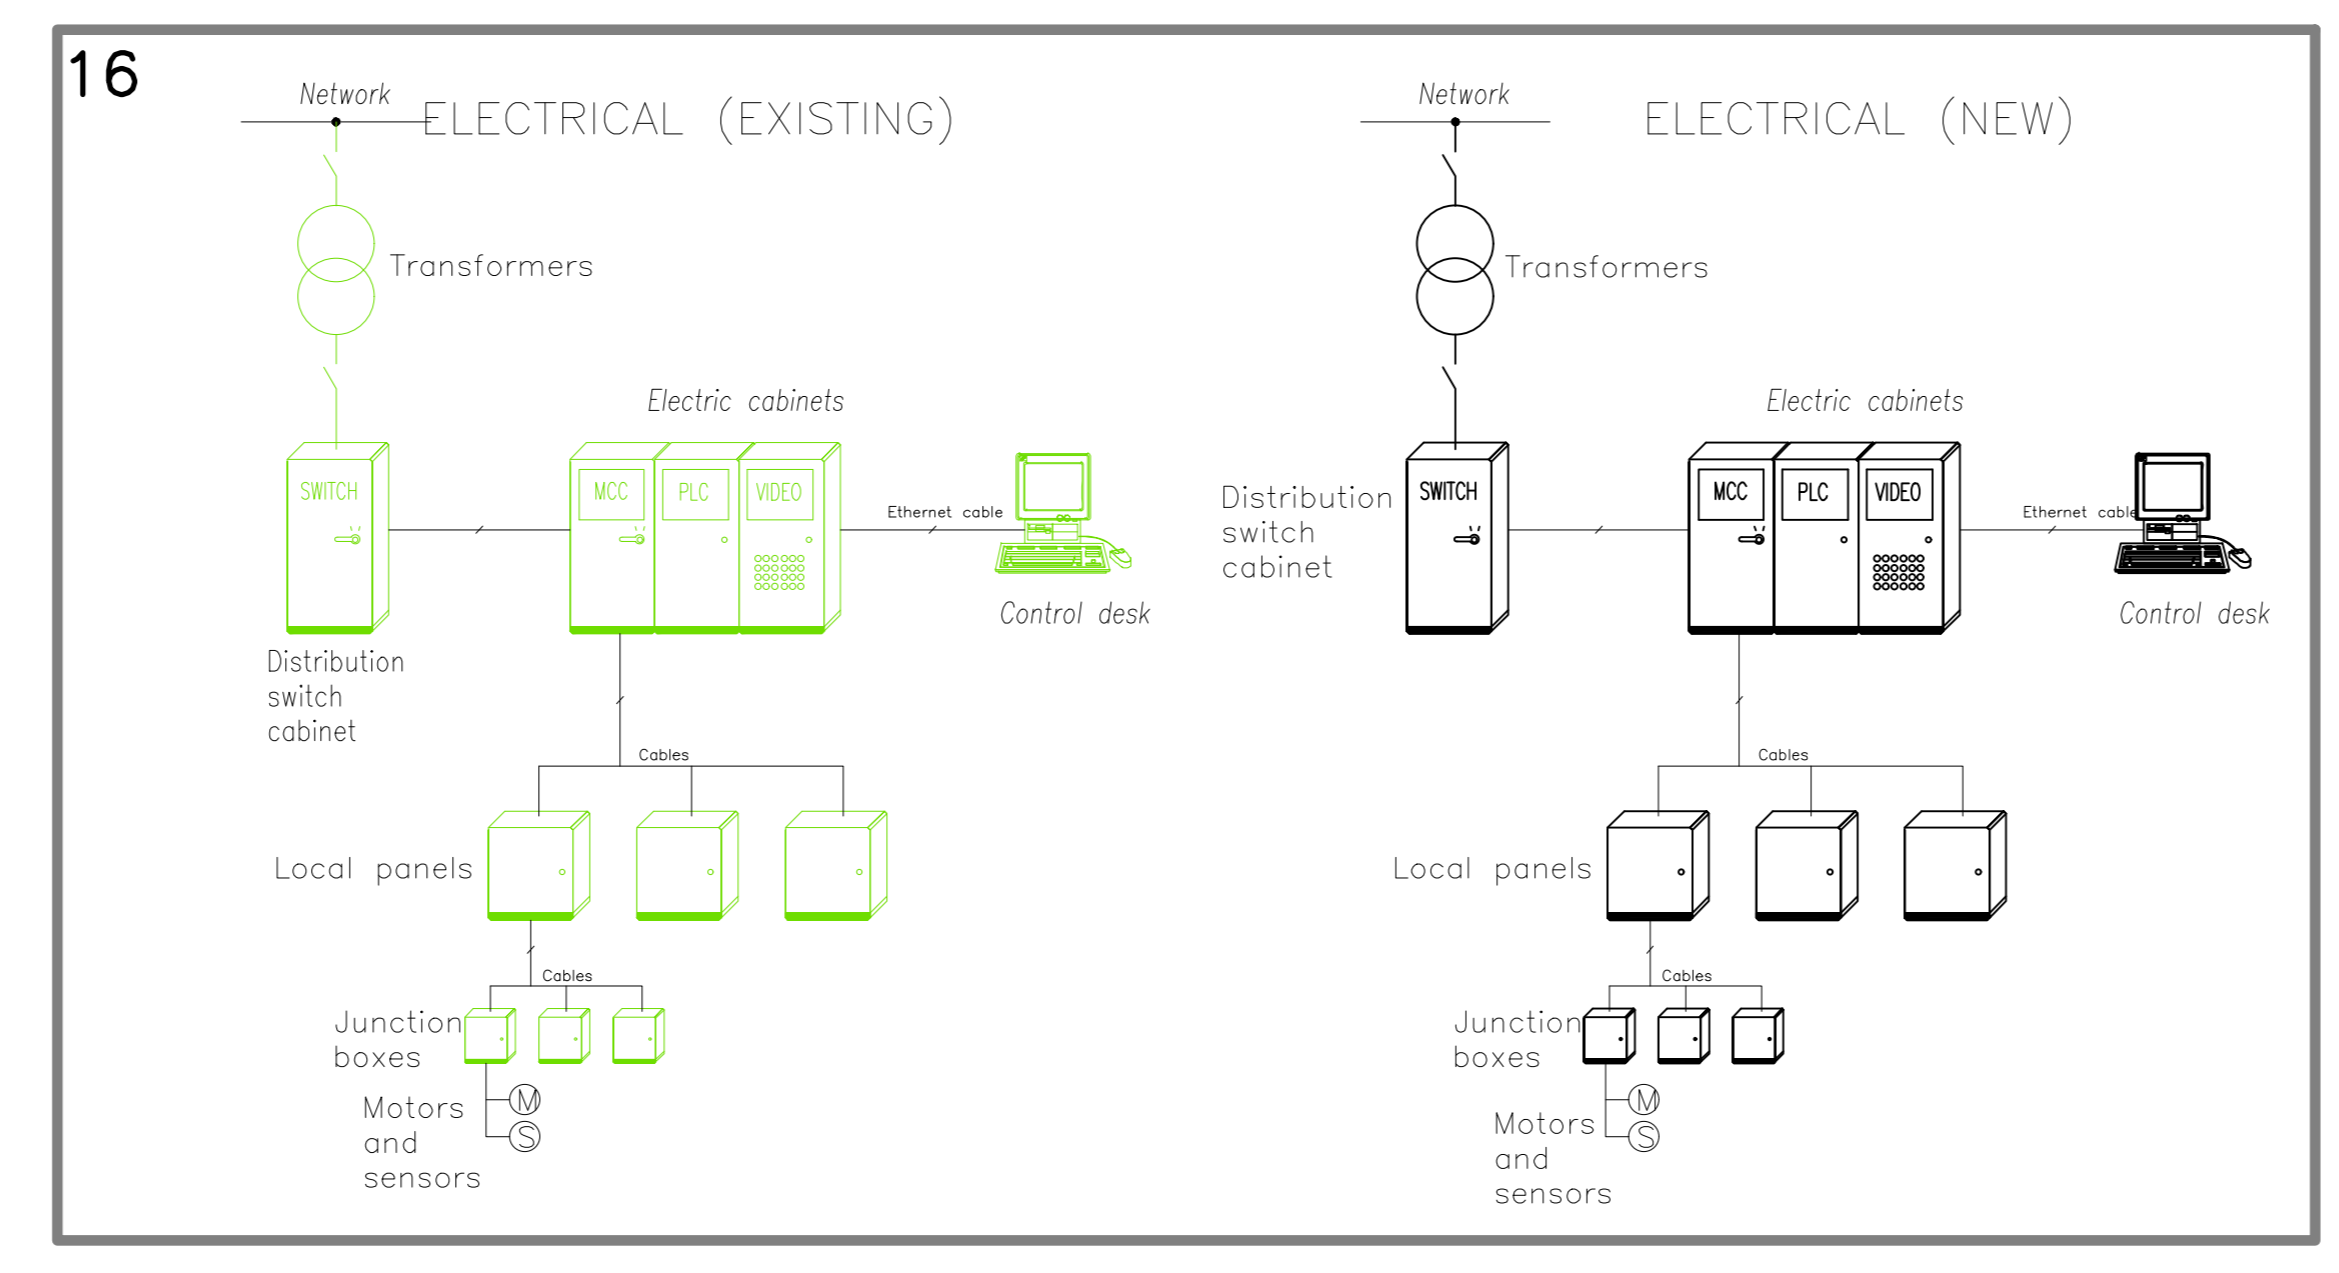 16
Network
ELECTRICAL (EXISTING)
Transformers
Electric cabinets
SWITCH
MCC
PLC
VIDEO
Ethernet cable
Control desk
Distribution
switch
cabinet
Cables
Local panels
Cables
Junction
boxes
M
S
Motors
and
sensors
Network
ELECTRICAL (NEW)
Transformers
Electric cabinets
Distribution
switch
cabinet
SWITCH
MCC
PLC
VIDEO
Ethernet cable
Control desk
Cables
Local panels
Cables
Junction
boxes
M
S
Motors
and
sensors